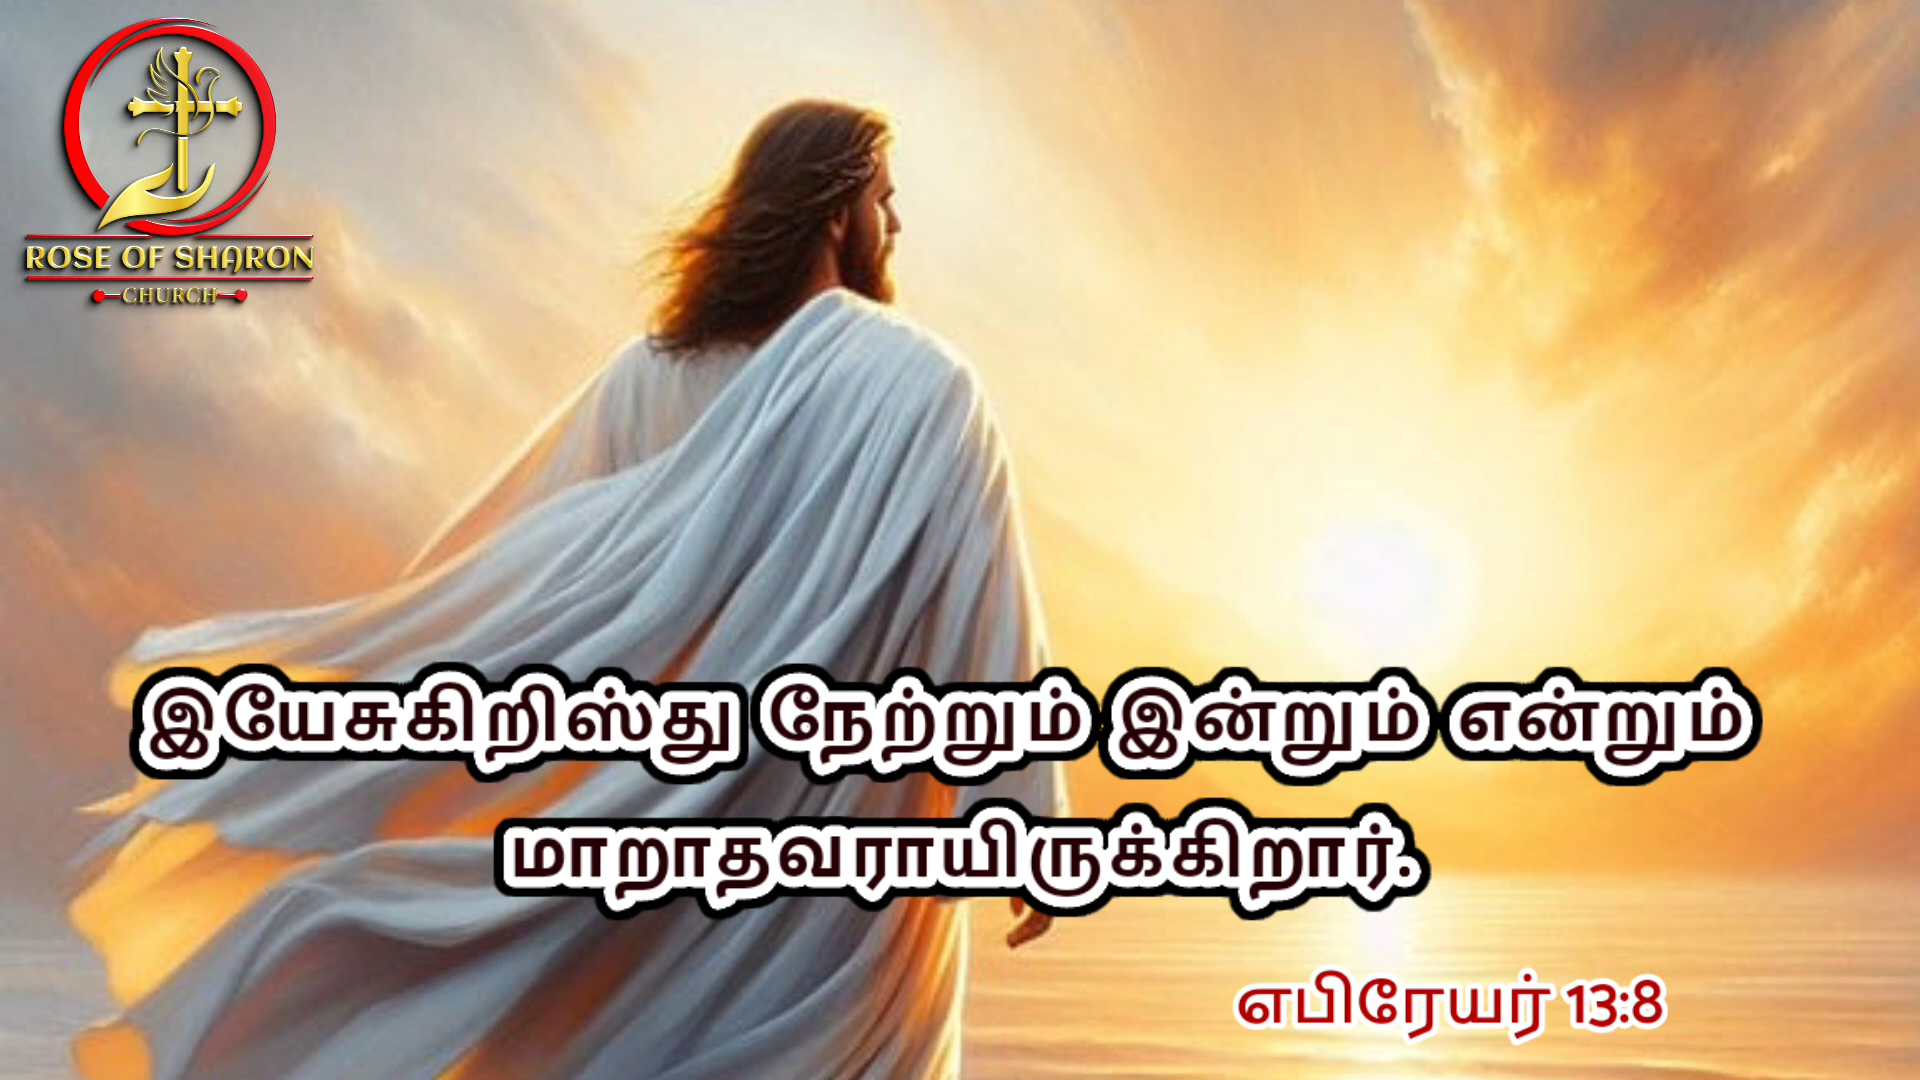 ROSE OF SHARON
CHURCH
இயேசுகிறிஸ்து நேற்றும் இன்றும் என்றும்
மாறாதவராயிருக்கிறார்.
எபிரேயர் 13:8